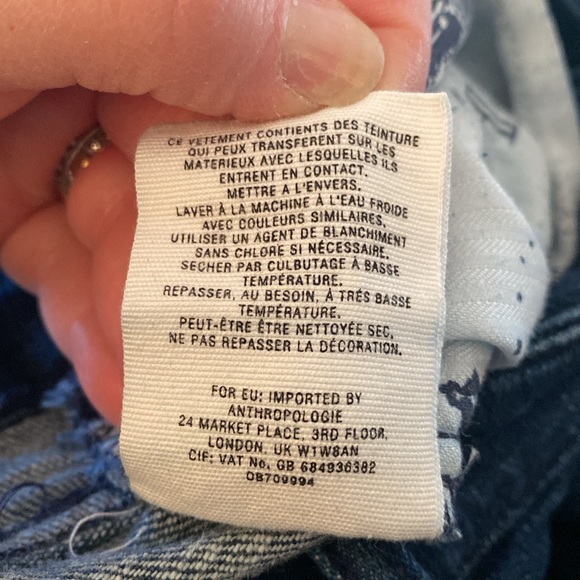 CE VETEMENT CONTIENTS DES TEINTURE
QUI PEUX TRANSFERENT SUR LES
MATERIEUX AVEC LESQUELLES ILS
ENTRENT EN CONTACT.
METTRE A L'ENVERS.
LAVER À LA MACHINE À L'EAU FROIDE
AVEC COULEURS SIMILAIRES.
UTILISER UN AGENT DE BLANCHIMENT
SANS CHLORE SI NÉCESSAIRE.
SECHER PAR CULBUTAGE À BASSE
TEMPÉRATURE.
REPASSER, AU BESOIN, À TRÉS BASSE
TEMPÉRATURE.
PEUT-ÊTRE ÊTRE NETTOYÉE SEC.
NE PAS REPASSER LA DÉCORATION.
FOR EU: IMPORTED BY
ANTHROPOLOGIE
24 MARKET PLACE, 3RD FLOOR,
LONDON, UK W1W8AN
CIF: VAT No. GB 684936382
OB709994